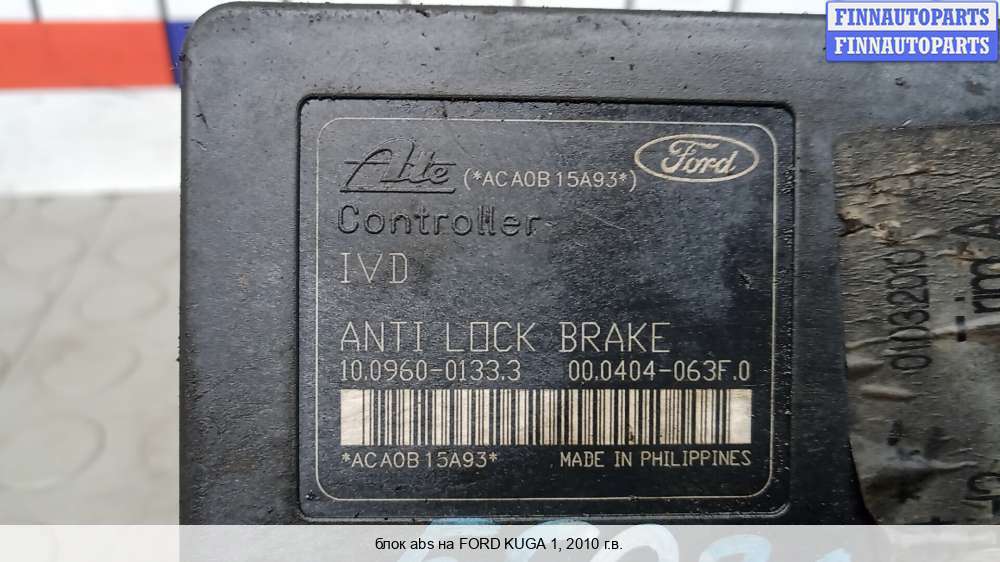 FINNAUTOPARTS
FINNAUTOPARTS
Ate (*ACA0B15A93*) Ford
Controller
IVD
ANTI LOCK BRAKE
10.0960-0133.3 00.0404-063F.0
*ACA0B15A93*
MADE IN PHILIPPINES
01032010
блок abs на FORD KUGA 1, 2010 г.в.